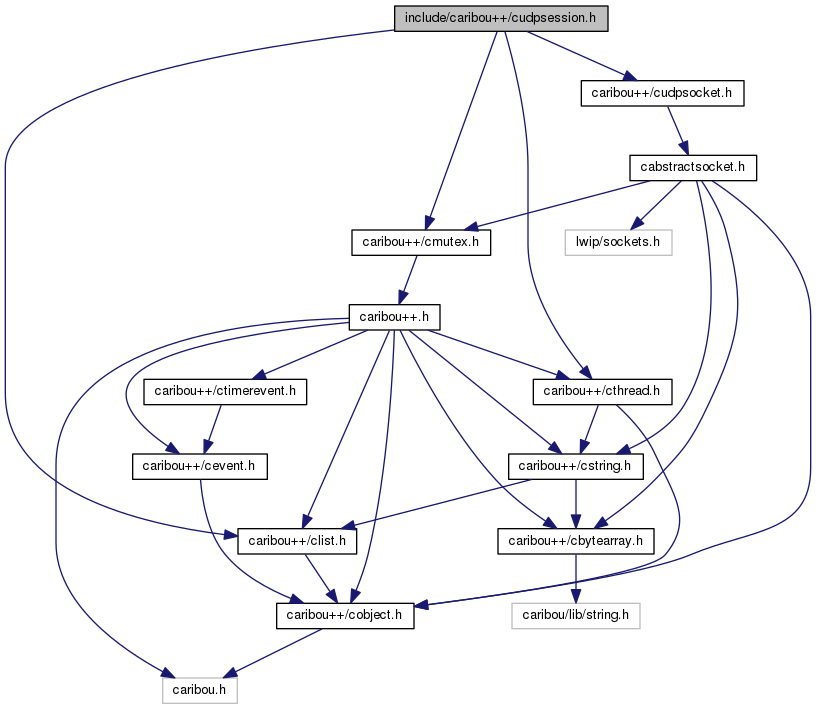 include/caribou++/cudpsession.h
caribou++/cudpsocket.h
cabstractsocket.h
caribou++/cmutex.h
lwip/sockets.h
caribou++.h
caribou++/ctimerevent.h
caribou++/cthread.h
caribou++/cevent.h
caribou++/cstring.h
caribou++/clist.h
caribou++/cbytearray.h
caribou++/cobject.h
caribou/lib/string.h
caribou.h